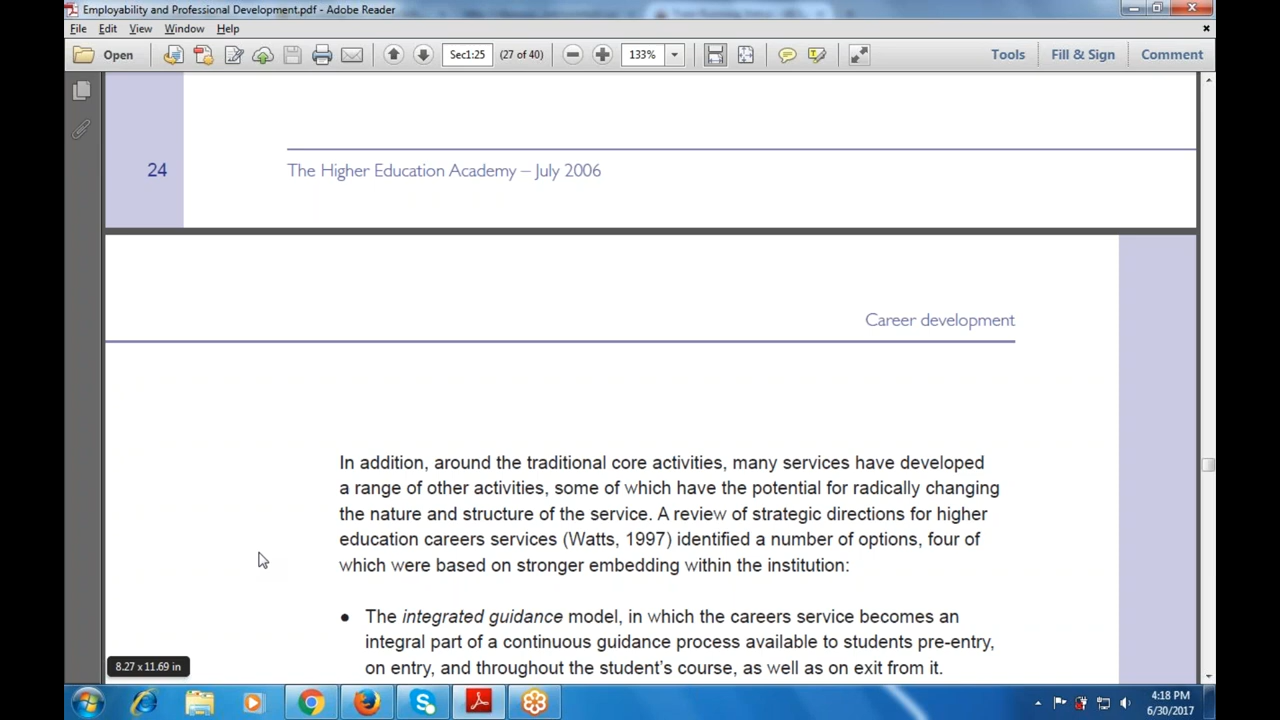 Employability and Professional Development.pdf - Adobe Reader
File Edit View Window Help
Open
Sec1:25 (27 of 40) 133% Tools Fill & Sign Comment
24 The Higher Education Academy – July 2006
Career development
In addition, around the traditional core activities, many services have developed
a range of other activities, some of which have the potential for radically changing
the nature and structure of the service. A review of strategic directions for higher
education careers services (Watts, 1997) identified a number of options, four of
which were based on stronger embedding within the institution:
● The integrated guidance model, in which the careers service becomes an
integral part of a continuous guidance process available to students pre-entry,
on entry, and throughout the student's course, as well as on exit from it.
8.27 x 11.69 in
4:18 PM
6/30/2017